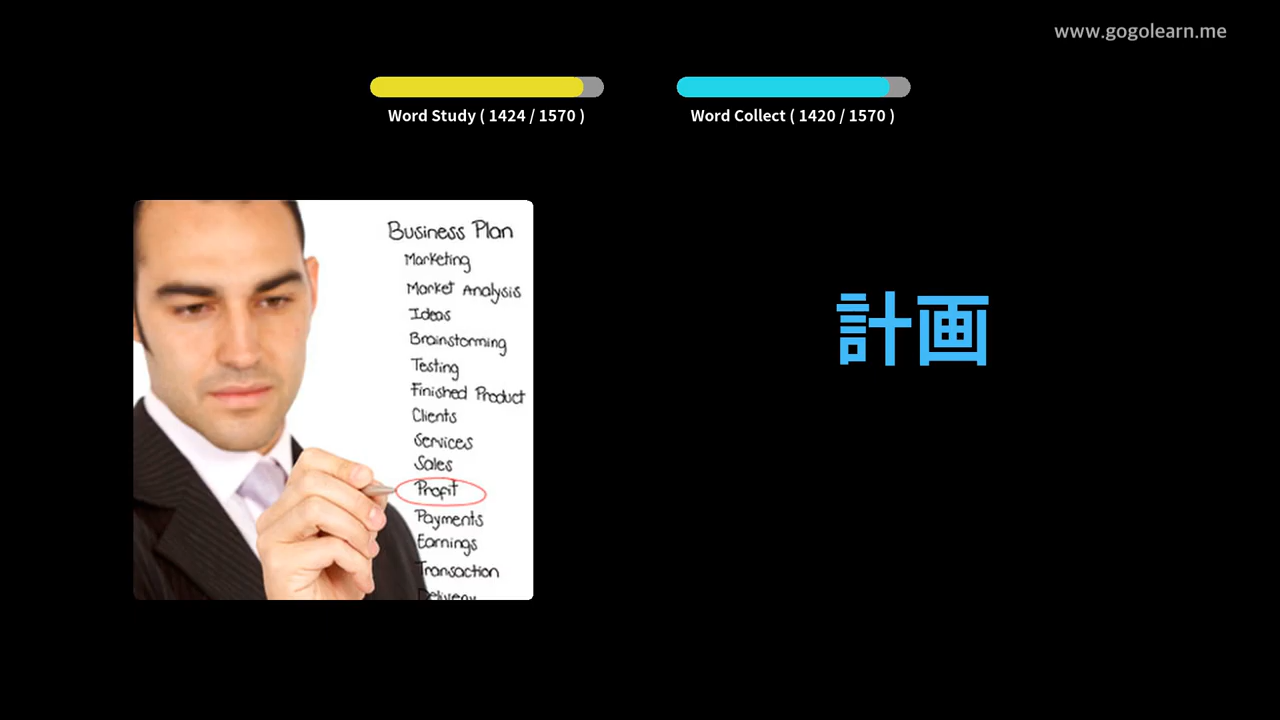 www.gogolearn.me
Word Study ( 1424 / 1570 )
Word Collect ( 1420 / 1570 )
Business Plan
Marketing
Market Analysis
Ideas
Brainstorming
Testing
Finished Product
Clients
Services
Sales
Profit
Payments
Earnings
Transaction
Delivery
計画